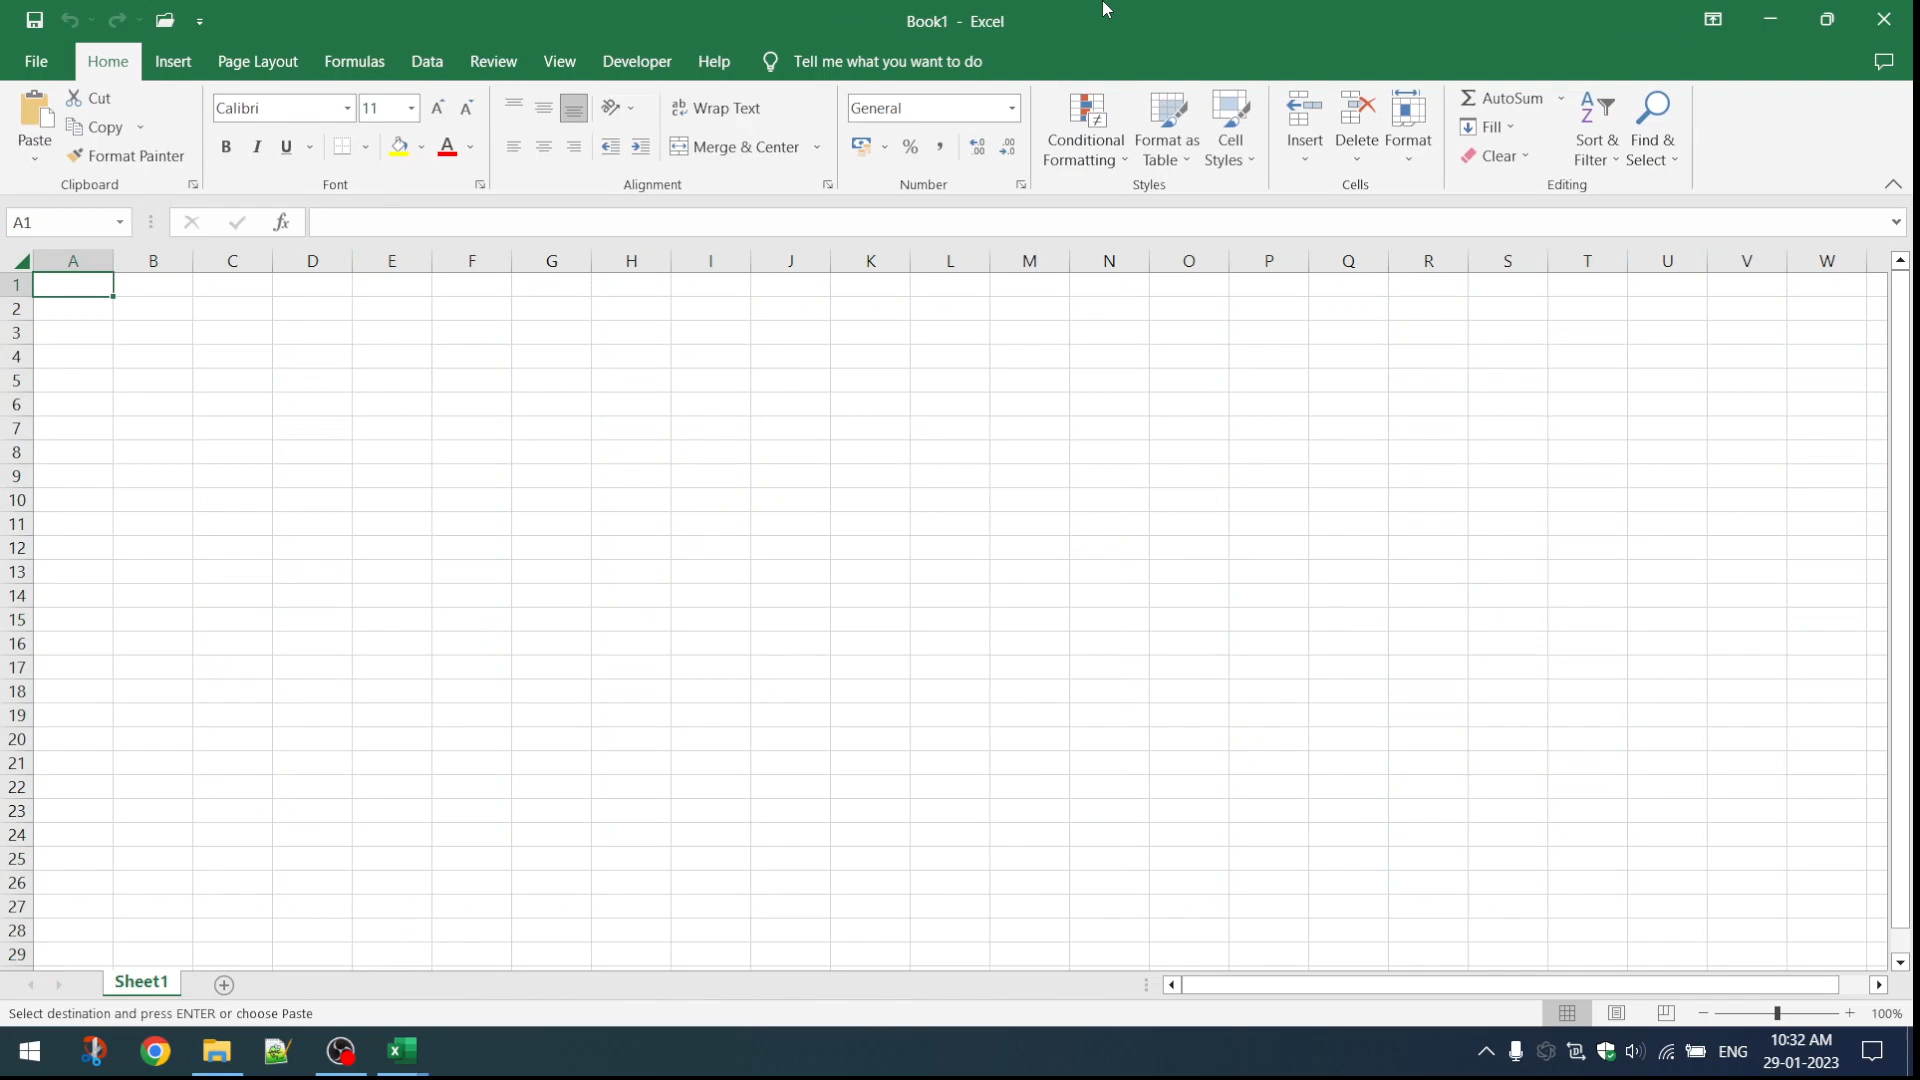 Book1 - Excel
File Home Insert Page Layout Formulas Data Review View Developer Help Tell me what you want to do
Paste
Cut
Copy
Format Painter
Clipboard
Calibri 11
B I U A
Font
Wrap Text
Merge & Center
Alignment
General
% ,
Number
Conditional Formatting
Format as Table
Cell Styles
Styles
Insert Delete Format
Cells
AutoSum
Fill
Clear
Sort & Filter
Find & Select
Editing
A1 fx
A B C D E F G H I J K L M N O P Q R S T U V W
1
2
3
4
5
6
7
8
9
10
11
12
13
14
15
16
17
18
19
20
21
22
23
24
25
26
27
28
29
Sheet1
Select destination and press ENTER or choose Paste 100%
ENG 10:32 AM
29-01-2023